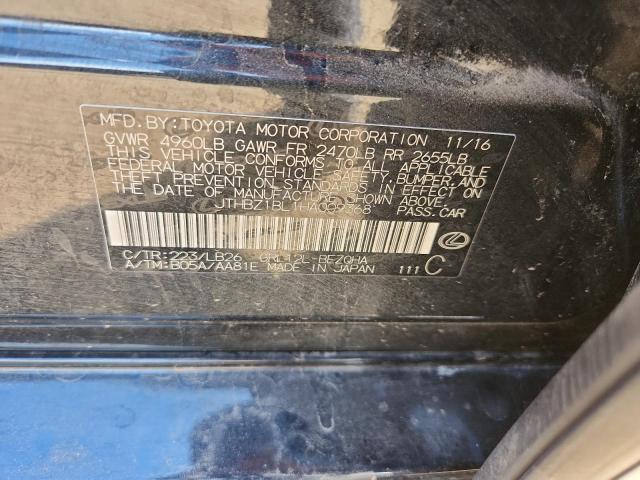 MFD. BY: TOYOTA MOTOR CORPORATION 11/16
GVWR 4960LB GAWR FR 2470LB RR 2655LB
THIS VEHICLE CONFORMS TO ALL APPLICABLE
FEDERAL MOTOR VEHICLE SAFETY, BUMPER, AND
THEFT PREVENTION STANDARDS IN EFFECT ON
THE DATE OF MANUFACTURE SHOWN ABOVE.
PASS.CAR
C/TR: 223/LB26
A/TM: B05A/AA81E MADE IN JAPAN 111 C